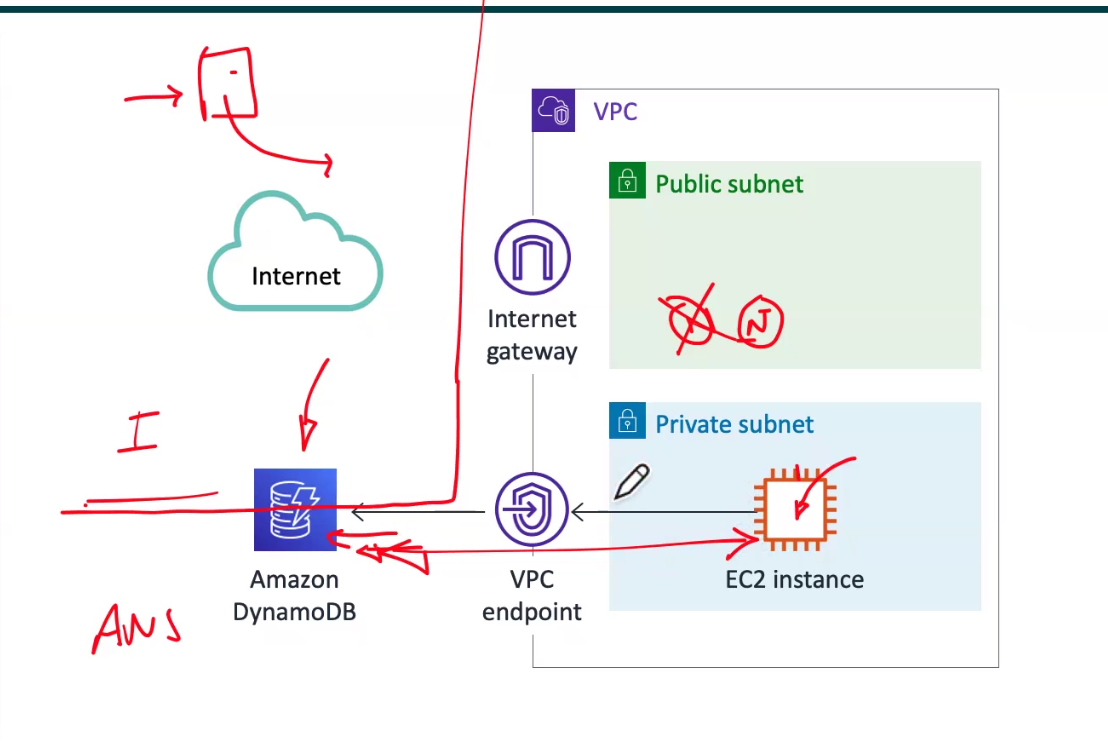 VPC
Public subnet
Internet
Internet
gateway
N
I
Private subnet
Amazon
DynamoDB
VPC
endpoint
EC2 instance
AWS